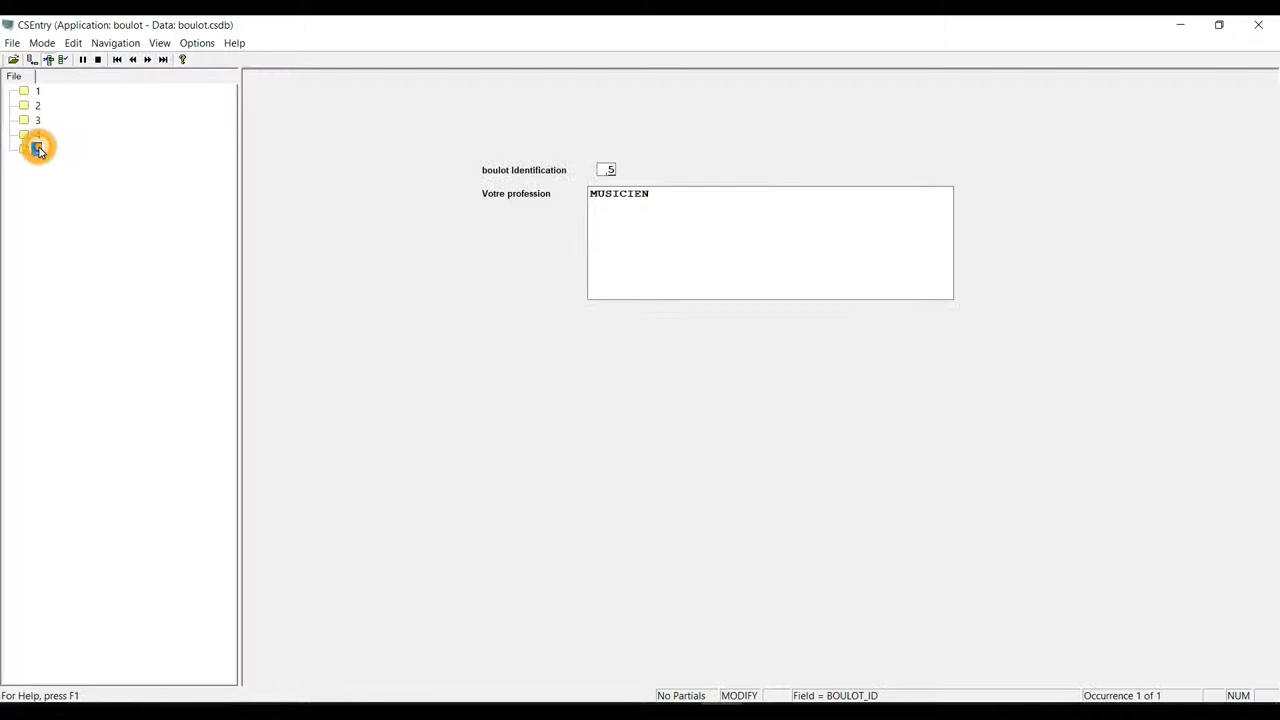 CSEntry (Application: boulot - Data: boulot.csdb)
File Mode Edit Navigation View Options Help
File
1
2
3
boulot Identification 5
Votre profession MUSICIEN
For Help, press F1 No Partials MODIFY Field = BOULOT_ID Occurrence 1 of 1 NUM